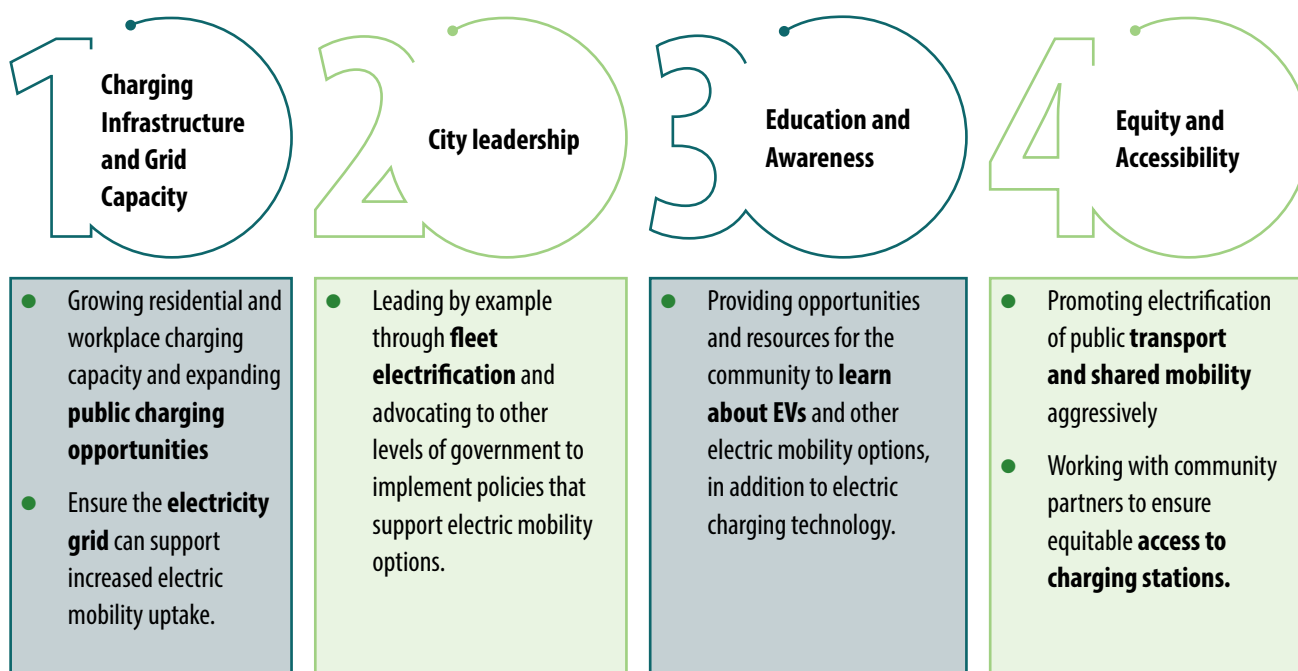 1
Charging
Infrastructure
and Grid
Capacity
● Growing residential and
workplace charging
capacity and expanding
public charging
opportunities
● Ensure the electricity
grid can support
increased electric
mobility uptake.
2
City leadership
● Leading by example
through fleet
electrification and
advocating to other
levels of government to
implement policies that
support electric mobility
options.
3
Education and
Awareness
● Providing opportunities
and resources for the
community to learn
about EVs and other
electric mobility options,
in addition to electric
charging technology.
4
Equity and
Accessibility
● Promoting electrification
of public transport
and shared mobility
aggressively
● Working with community
partners to ensure
equitable access to
charging stations.